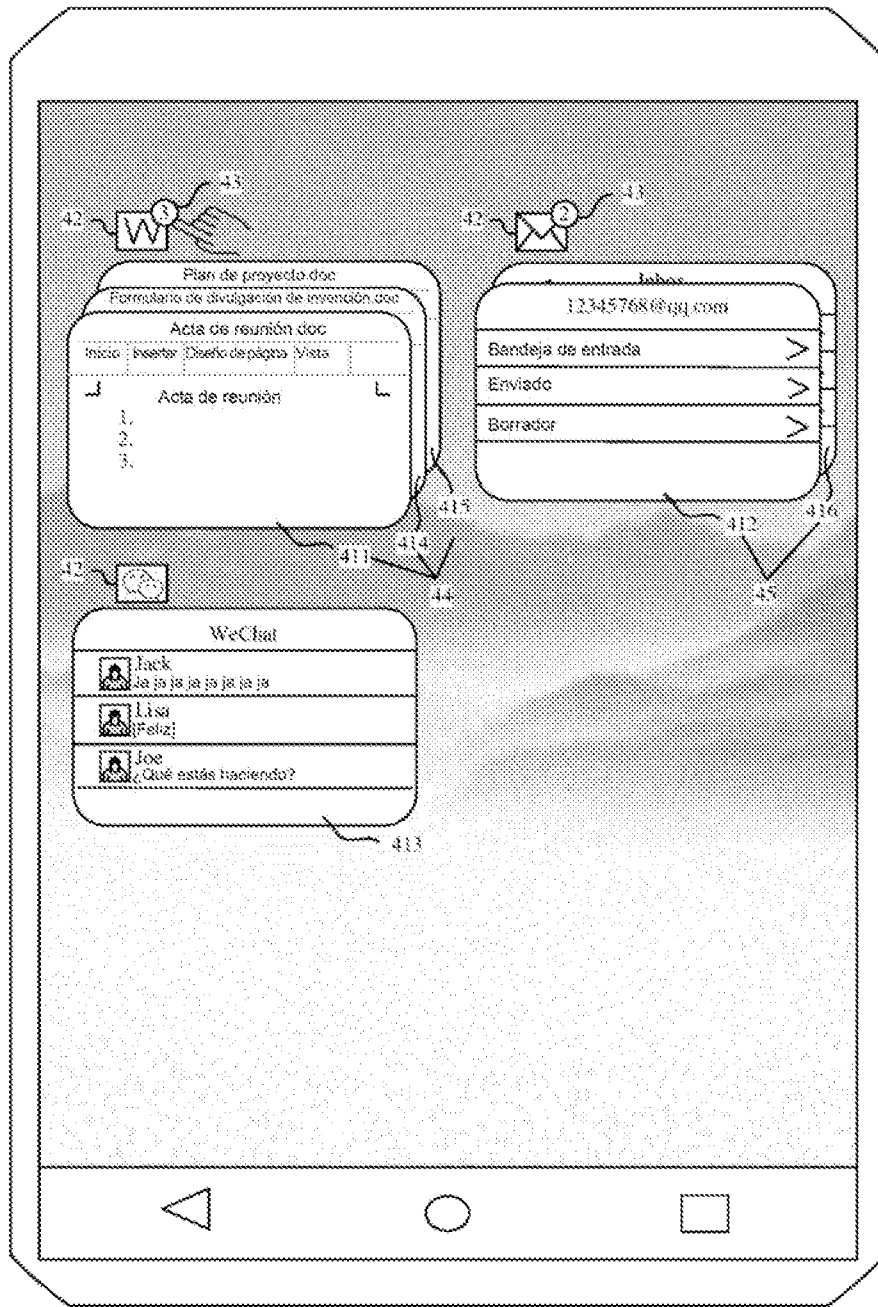 43
42
3
W
43
42
2
Plan de proyecto.doc
Formulario de divulgación de invención.doc
Acta de reunión.doc
Inicio Insertar Diseño de página Vista
Acta de reunión
1.
2.
3.
Inbox
12345768@qq.com
Bandeja de entrada >
Enviado >
Borrador >
415
414
411
44
416
412
45
42
WeChat
Jack
Ja ja ja ja ja ja ja ja
Lisa
[Feliz]
Joe
¿Qué estás haciendo?
413